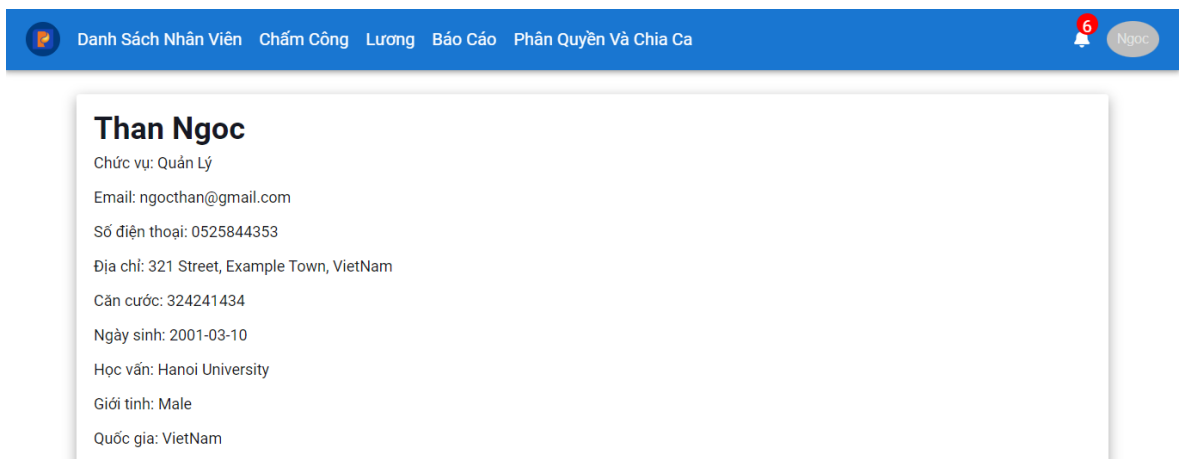 Danh Sách Nhân Viên Chấm Công Lương Báo Cáo Phân Quyền Và Chia Ca 6 Ngoc
Than Ngoc
Chức vụ: Quản Lý
Email: ngocthan@gmail.com
Số điện thoại: 0525844353
Địa chỉ: 321 Street, Example Town, VietNam
Căn cước: 324241434
Ngày sinh: 2001-03-10
Học vấn: Hanoi University
Giới tinh: Male
Quốc gia: VietNam